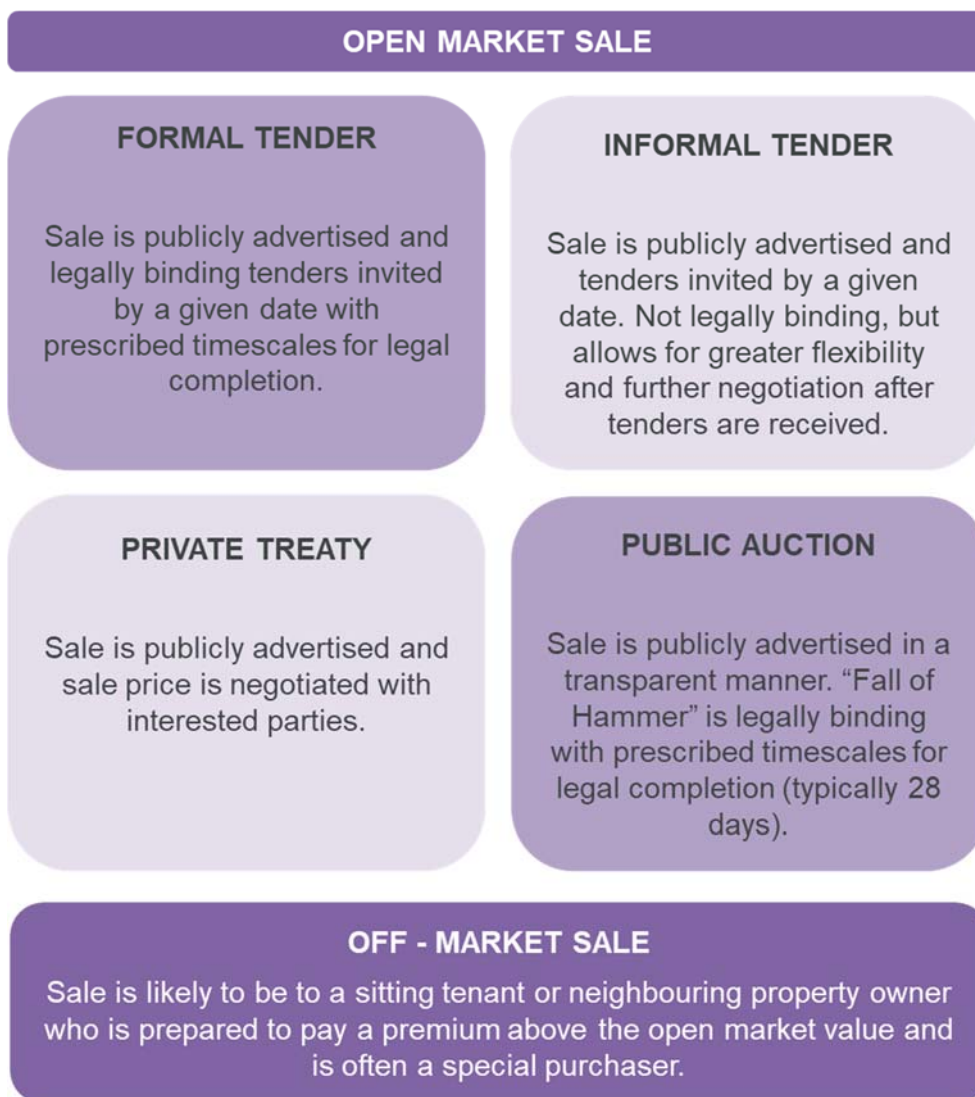 OPEN MARKET SALE
FORMAL TENDER
Sale is publicly advertised and
legally binding tenders invited
by a given date with
prescribed timescales for legal
completion.
INFORMAL TENDER
Sale is publicly advertised and
tenders invited by a given
date. Not legally binding, but
allows for greater flexibility
and further negotiation after
tenders are received.
PRIVATE TREATY
Sale is publicly advertised and
sale price is negotiated with
interested parties.
PUBLIC AUCTION
Sale is publicly advertised in a
transparent manner. “Fall of
Hammer” is legally binding
with prescribed timescales for
legal completion (typically 28
days).
OFF - MARKET SALE
Sale is likely to be to a sitting tenant or neighbouring property owner
who is prepared to pay a premium above the open market value and
is often a special purchaser.